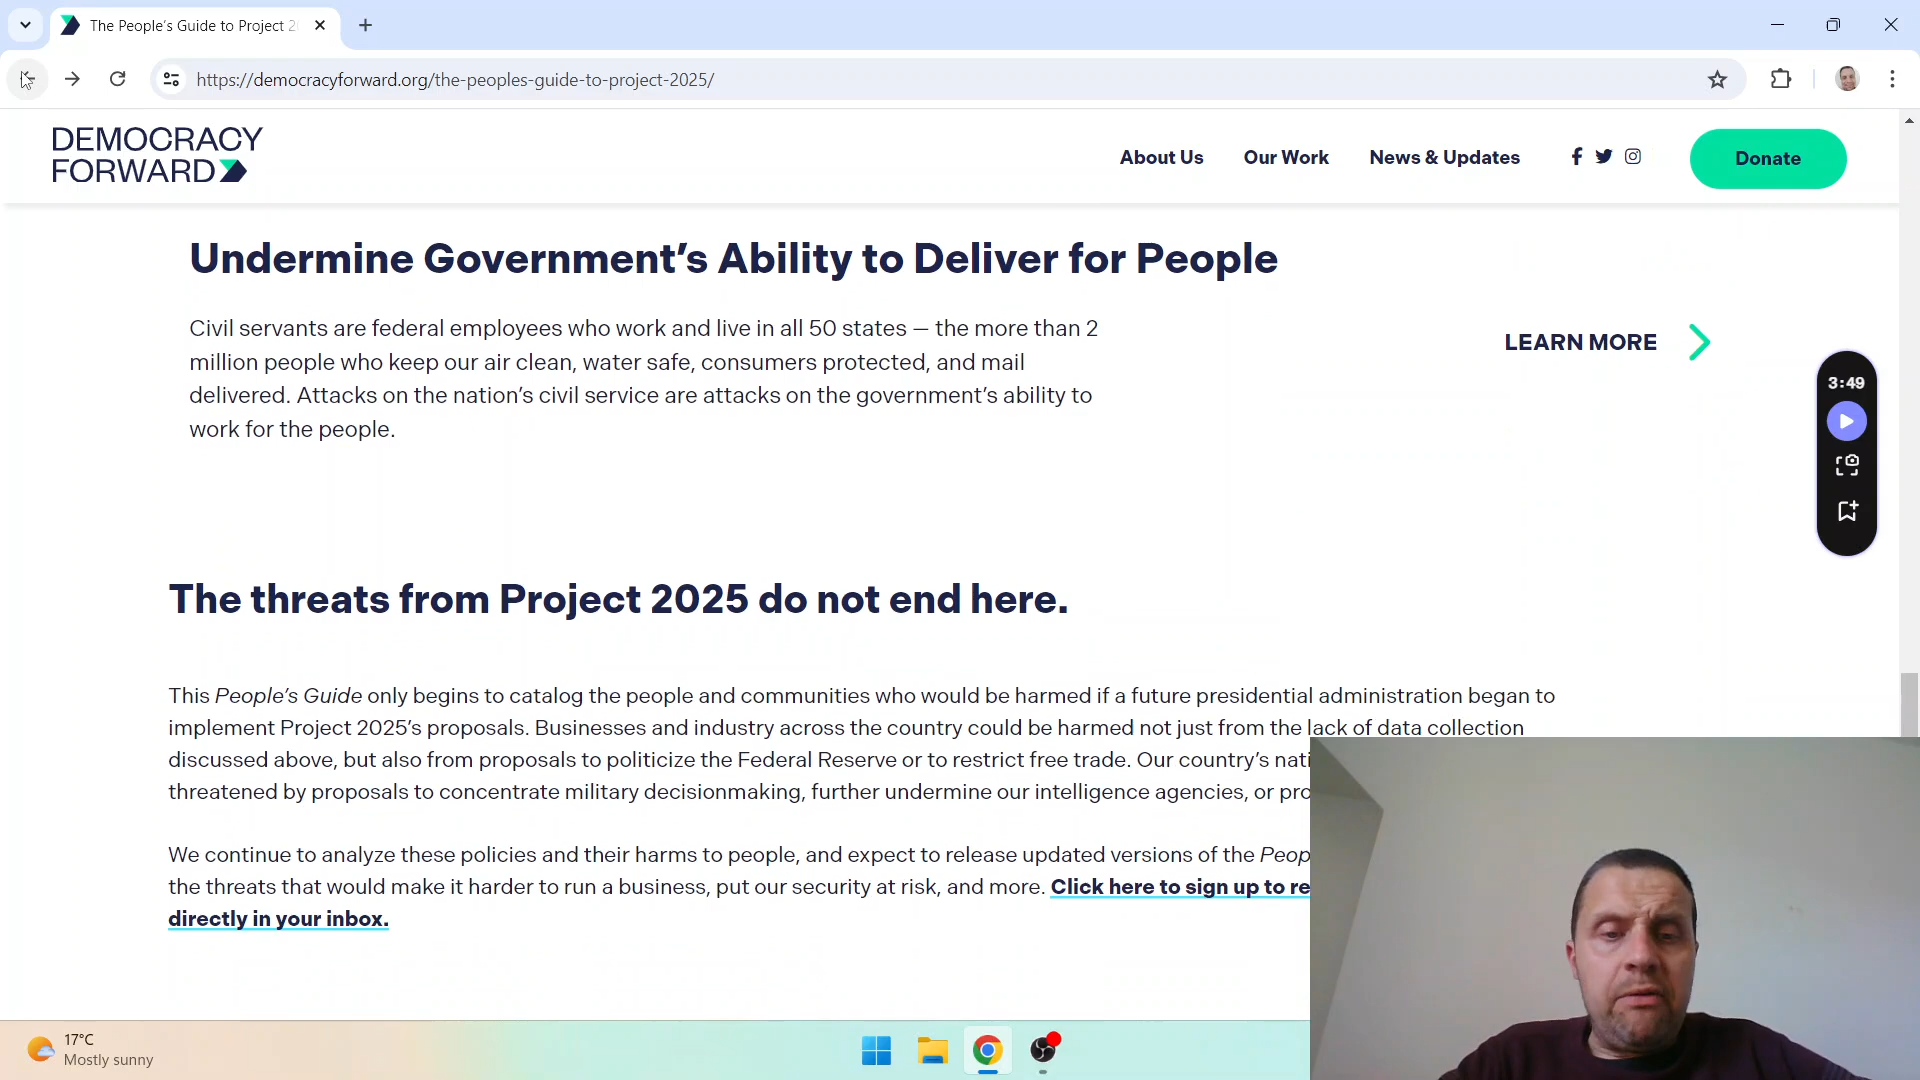 The People's Guide to Project 2
https://democracyforward.org/the-peoples-guide-to-project-2025/
DEMOCRACY
FORWARD
About Us
Our Work
News & Updates
Donate
Undermine Government's Ability to Deliver for People
Civil servants are federal employees who work and live in all 50 states — the more than 2
million people who keep our air clean, water safe, consumers protected, and mail
delivered. Attacks on the nation's civil service are attacks on the government's ability to
work for the people.
LEARN MORE
3:49
The threats from Project 2025 do not end here.
This People's Guide only begins to catalog the people and communities who would be harmed if a future presidential administration began to
implement Project 2025's proposals. Businesses and industry across the country could be harmed not just from the lack of data collection
discussed above, but also from proposals to politicize the Federal Reserve or to restrict free trade. Our country's nati
threatened by proposals to concentrate military decisionmaking, further undermine our intelligence agencies, or pro
We continue to analyze these policies and their harms to people, and expect to release updated versions of the Peop
the threats that would make it harder to run a business, put our security at risk, and more. Click here to sign up to re
directly in your inbox.
17°C
Mostly sunny